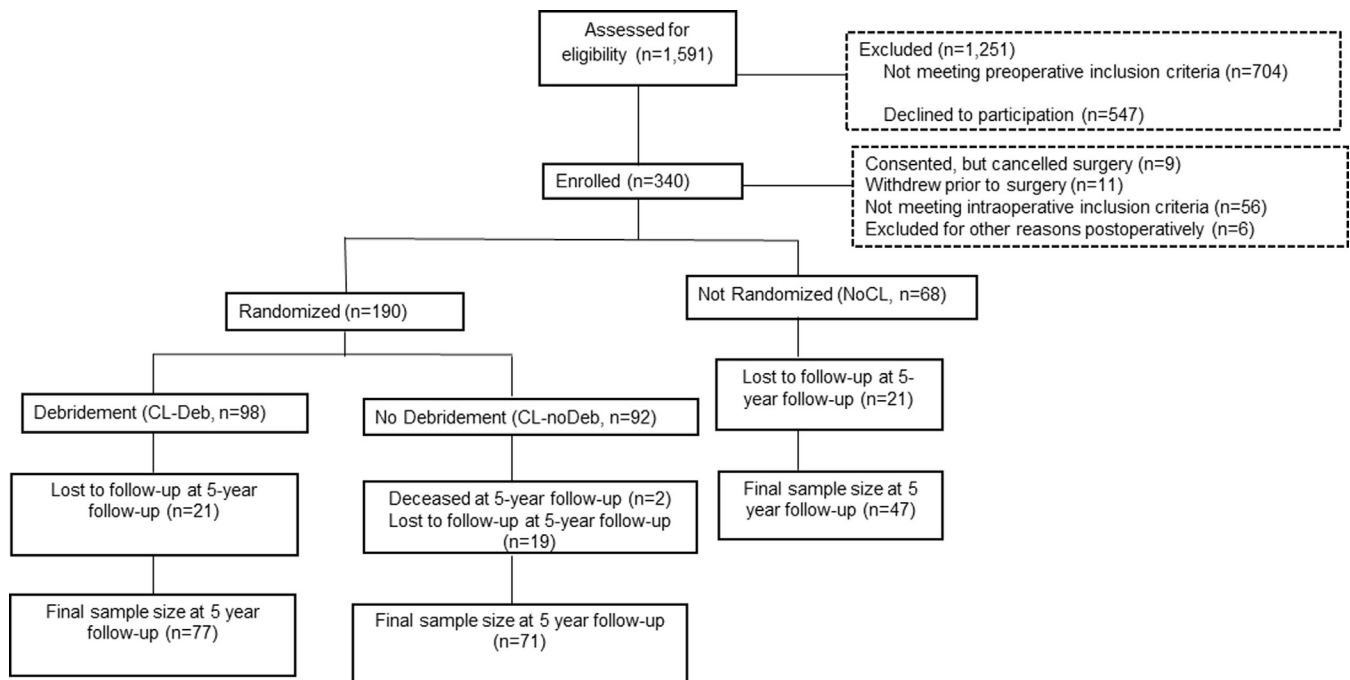 Assessed for
eligibility (n=1,591)
Excluded (n=1,251)
Not meeting preoperative inclusion criteria (n=704)
Declined to participation (n=547)
Enrolled (n=340)
Consented, but cancelled surgery (n=9)
Withdrew prior to surgery (n=11)
Not meeting intraoperative inclusion criteria (n=56)
Excluded for other reasons postoperatively (n=6)
Randomized (n=190)
Not Randomized (NoCL, n=68)
Debridement (CL-Deb, n=98)
No Debridement (CL-noDeb, n=92)
Lost to follow-up at 5-
year follow-up (n=21)
Lost to follow-up at 5-year
follow-up (n=21)
Deceased at 5-year follow-up (n=2)
Lost to follow-up at 5-year follow-up
(n=19)
Final sample size at 5
year follow-up (n=47)
Final sample size at 5 year
follow-up (n=77)
Final sample size at 5 year follow-up
(n=71)